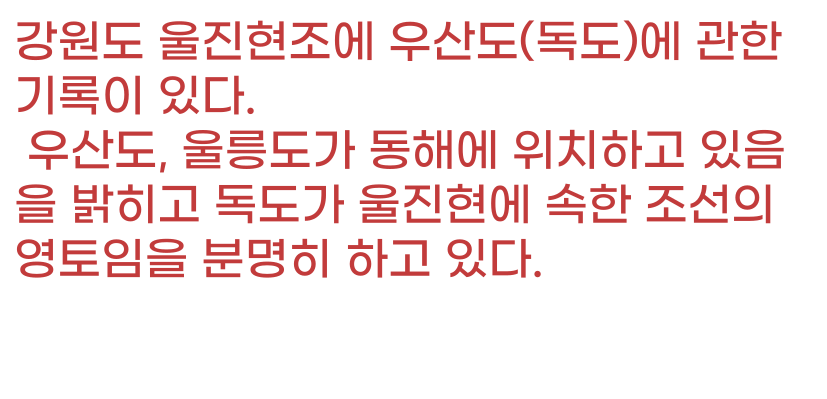 강원도 울진현조에 우산도(독도)에 관한
기록이 있다.
우산도, 울릉도가 동해에 위치하고 있음
을 밝히고 독도가 울진현에 속한 조선의
영토임을 분명히 하고 있다.